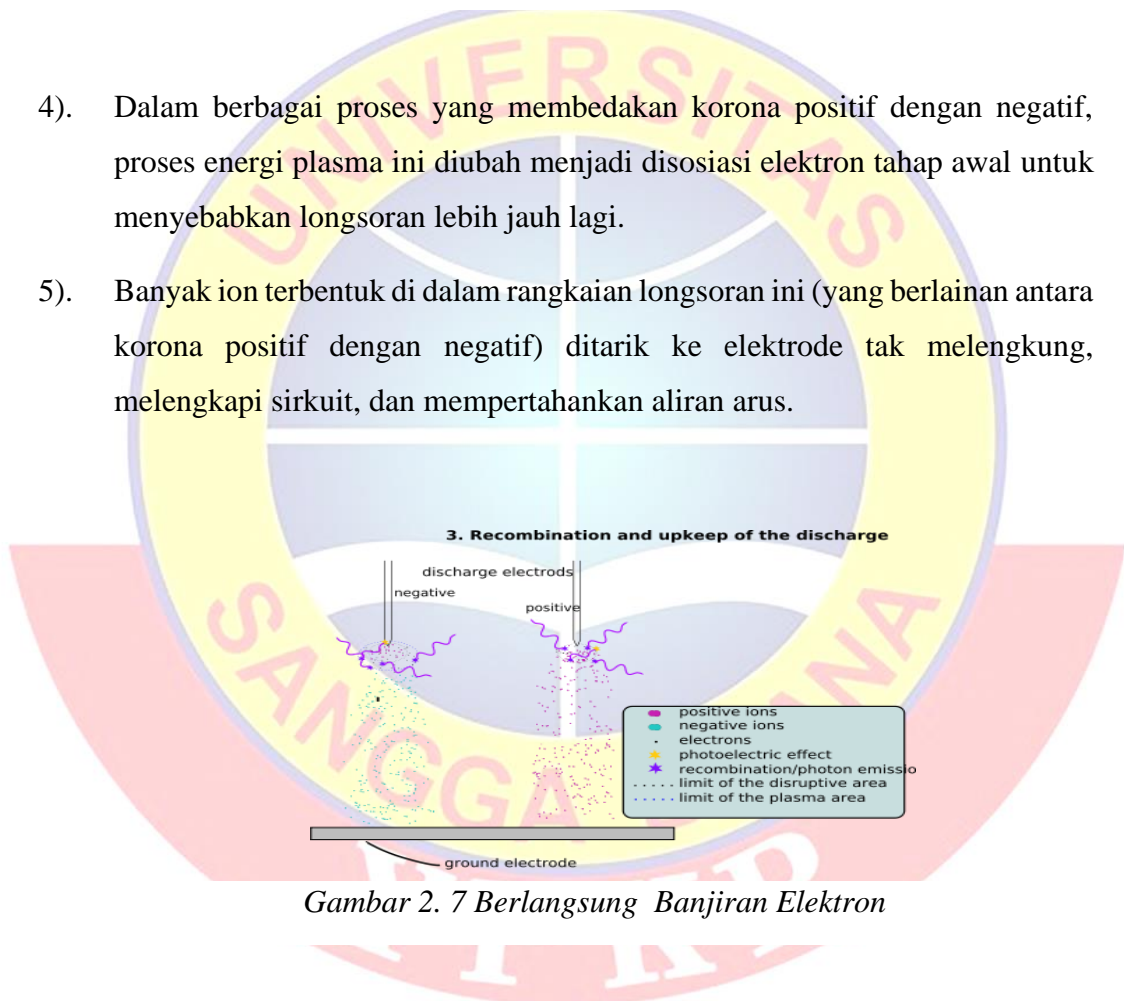 UNIVERSITAS
4). Dalam berbagai proses yang membedakan korona positif dengan negatif,
proses energi plasma ini diubah menjadi disosiasi elektron tahap awal untuk
menyebabkan longsoran lebih jauh lagi.
5). Banyak ion terbentuk di dalam rangkaian longsoran ini (yang berlainan antara
korona positif dengan negatif) ditarik ke elektrode tak melengkung,
melengkapi sirkuit, dan mempertahankan aliran arus.
3. Recombination and upkeep of the discharge
discharge electrods
negative
positive
positive ions
negative ions
electrons
photoelectric effect
recombination/photon emissio
limit of the disruptive area
limit of the plasma area
ground electrode
SANGGA
Gambar 2. 7 Berlangsung  Banjiran Elektron